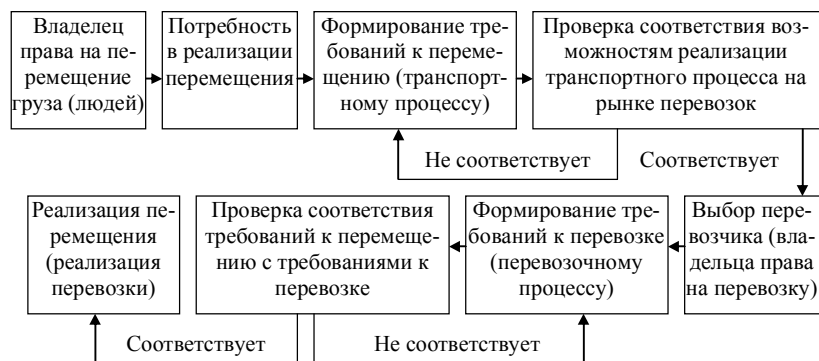 Владелец
права на пе-
ремещение
груза (людей)
Потребность
в реализации
перемещения
Формирование тре-
бований к переме-
щению (транспорт-
ному процессу)
Проверка соответствия воз-
можностям реализации
транспортного процесса на
рынке перевозок
Не соответствует
Соответствует
Реализация пе-
ремещения
(реализация
перевозки)
Проверка соответствия
требований к перемеще-
нию с требованиями к
перевозке
Формирование тре-
бований к перевозке
(перевозочному
процессу)
Выбор пере-
возчика (вла-
дельца права
на перевозку)
Соответствует
Не соответствует